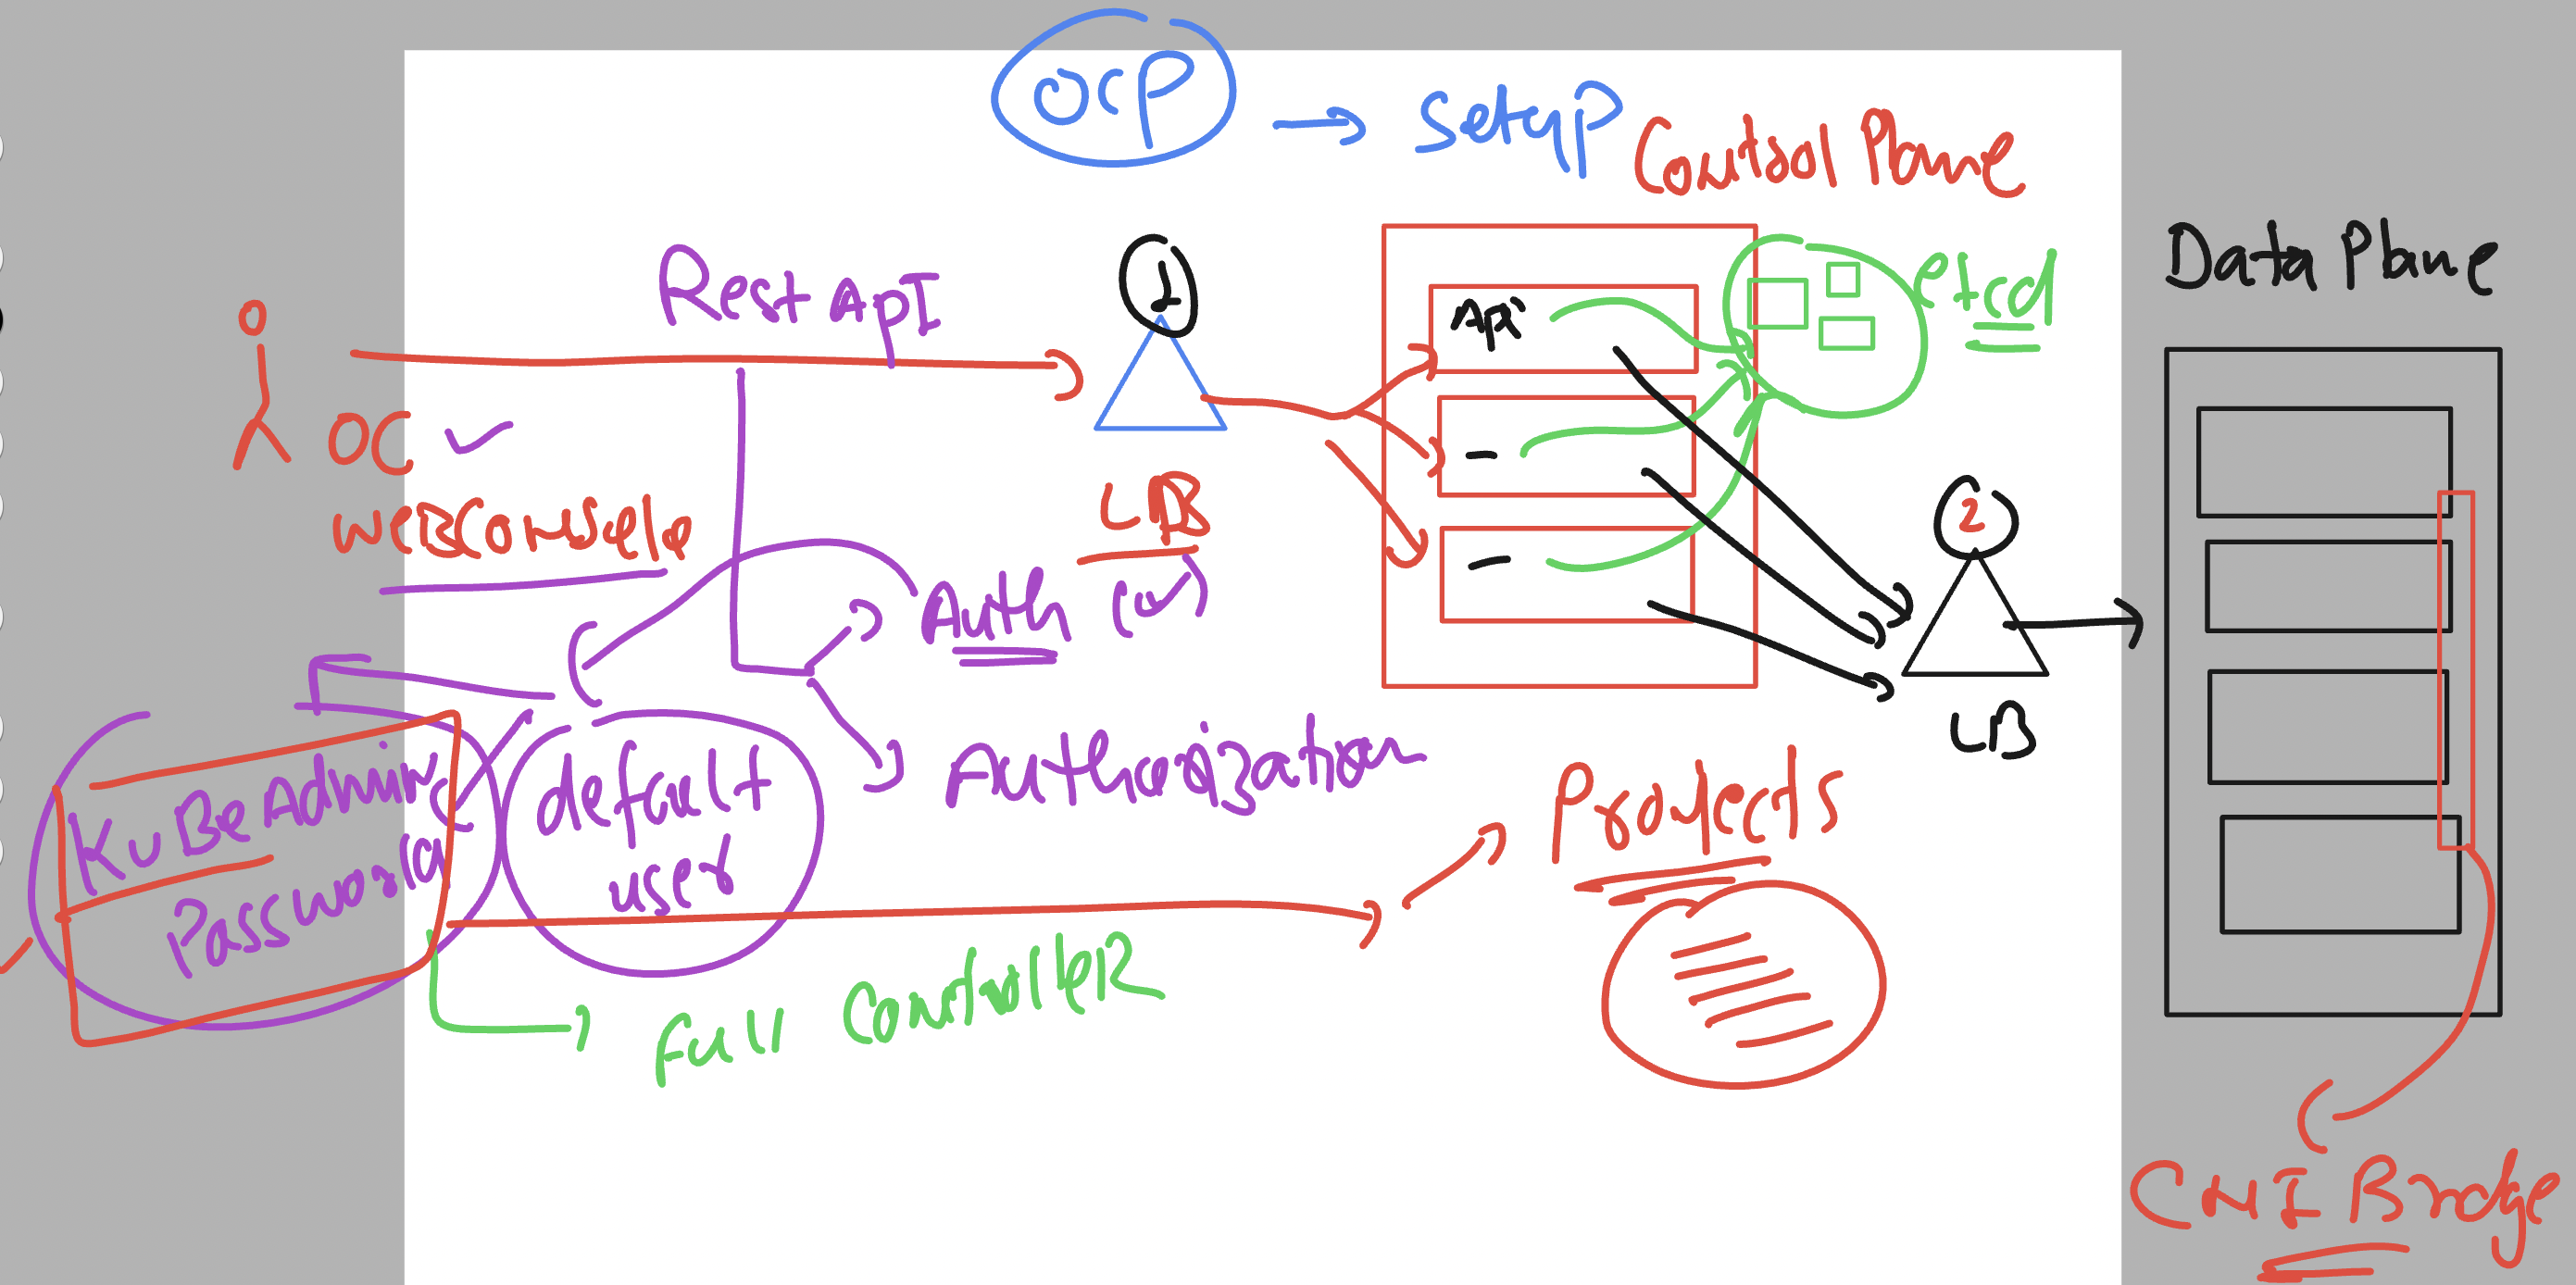 OCP
→ Setup
Control Plane
Data Plane
Rest ApI
1
Api
etcd
OC ✓
LB
2
webConsole
Auth (✓)
LB
Authorization
default
user
KuBeAdmin
Password
Projects
full ControlleR
CNI Bridge